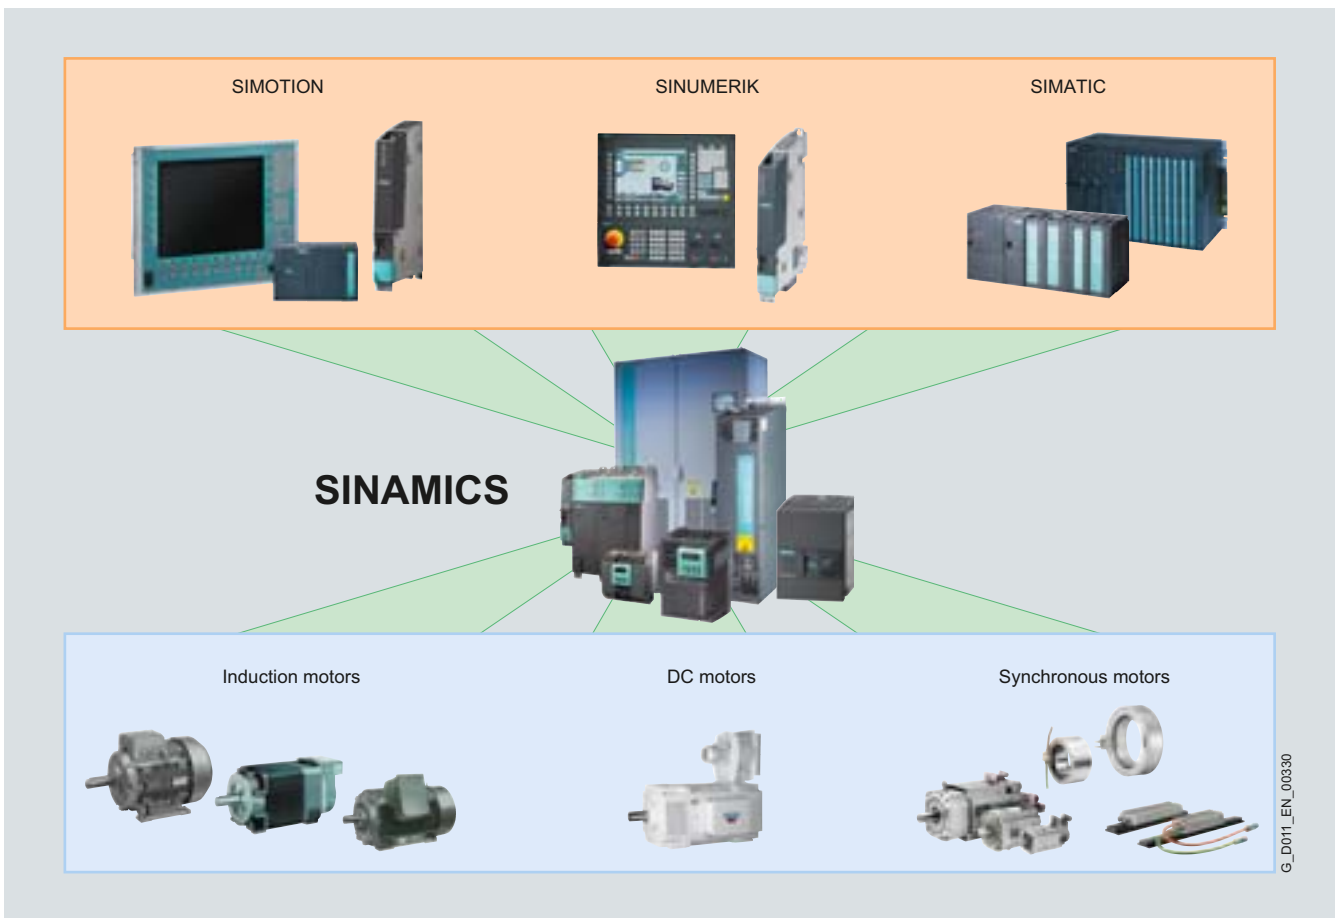 SIMOTION
SINUMERIK
SIMATIC
SINAMICS
Induction motors
DC motors
Synchronous motors
G_D011_EN_00330